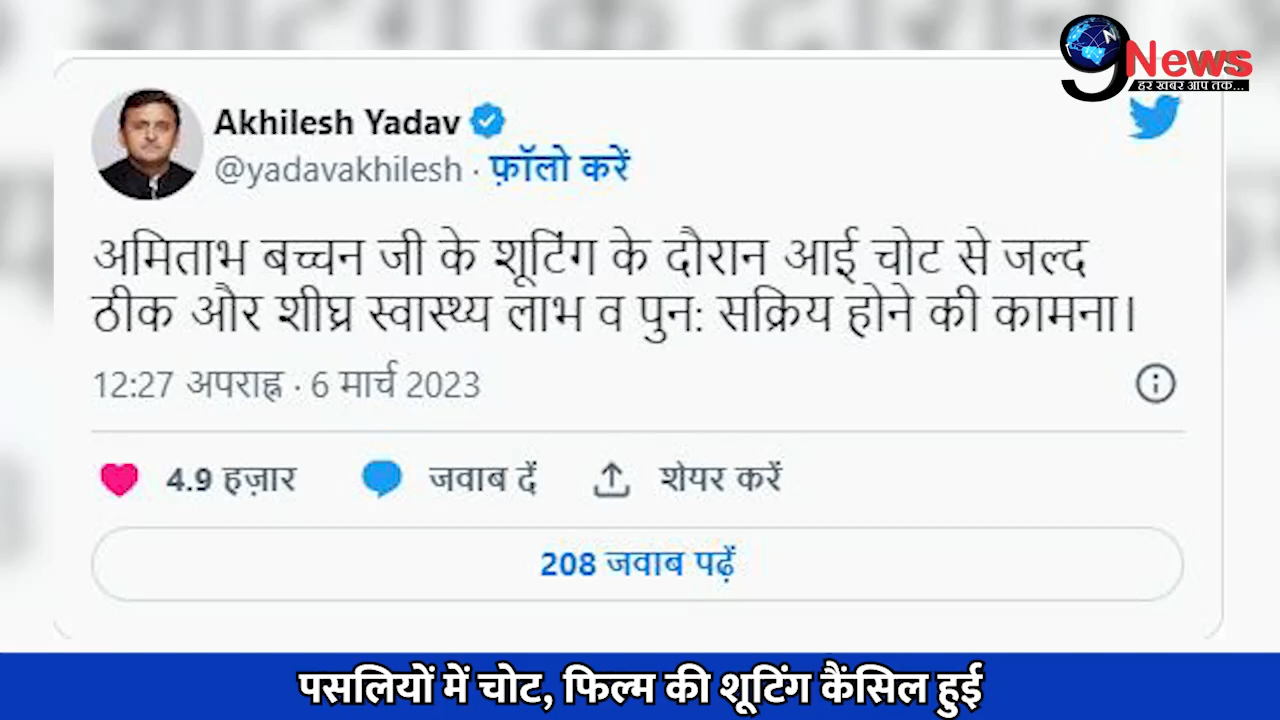 9News
हर खबर आप तक...
Akhilesh Yadav
@yadavakhilesh · फ़ॉलो करें
अमिताभ बच्चन जी के शूटिंग के दौरान आई चोट से जल्द
ठीक और शीघ्र स्वास्थ्य लाभ व पुन: सक्रिय होने की कामना।
12:27 अपराह्न · 6 मार्च 2023
4.9 हज़ार जवाब दें शेयर करें
208 जवाब पढ़ें
पसलियों में चोट, फिल्म की शूटिंग कैंसिल हुई